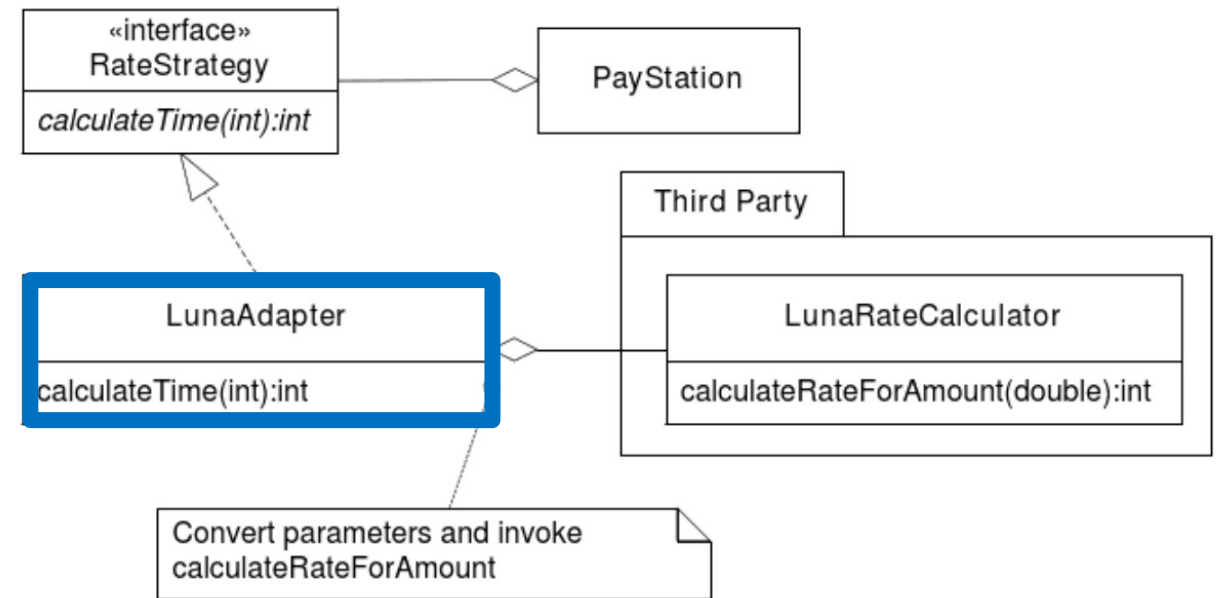 «interface»
RateStrategy
calculateTime(int):int
PayStation
Third Party
LunaAdapter
calculateTime(int):int
LunaRateCalculator
calculateRateForAmount(double):int
Convert parameters and invoke
calculateRateForAmount